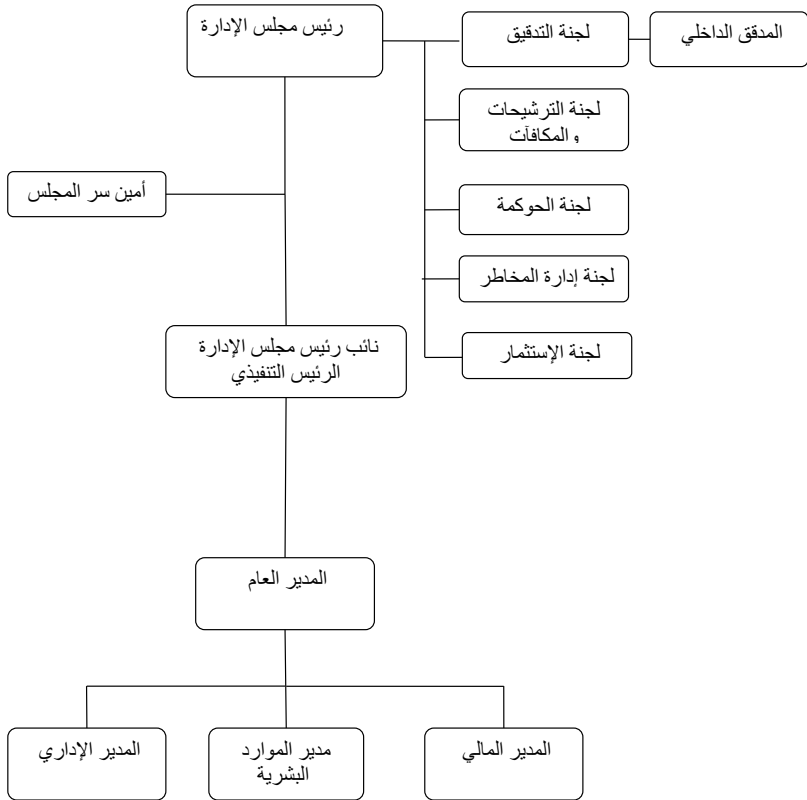 رئيس مجلس الإدارة
لجنة التدقيق
المدقق الداخلي
لجنة الترشيحات
و المكافآت
أمين سر المجلس
لجنة الحوكمة
لجنة إدارة المخاطر
نائب رئيس مجلس الإدارة
الرئيس التنفيذي
لجنة الإستثمار
المدير العام
المدير المالي
مدير الموارد
البشرية
المدير الإداري